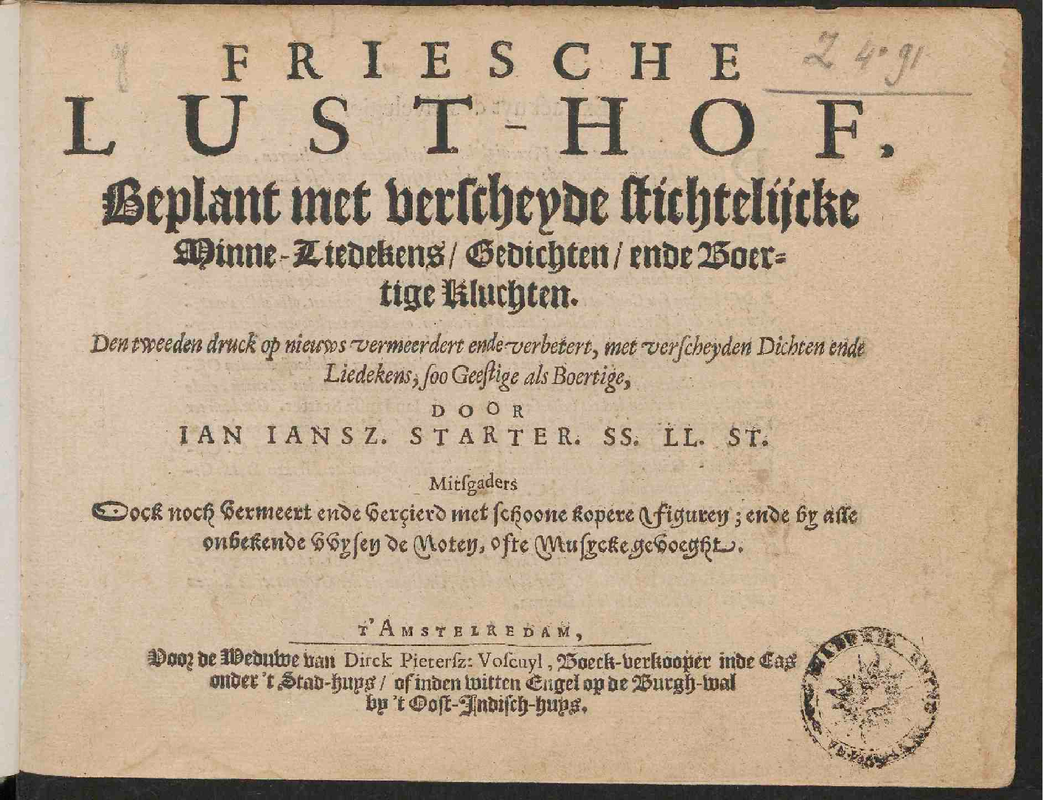 Z 4° 91
FRIESCHE
LUST-HOF,
Beplant met verſcheyde ſtichtelijcke
Minne-Liedekens/ Gedichten/ ende Boer-
tige Kluchten.
Den tweeden druck op nieuws vermeerdert ende verbetert, met verſcheyden Dichten ende
Liedekens, ſoo Geeſtige als Boertige,
DOOR
IAN IANSZ. STARTER. SS. LL. ST.
Mitſgaders
Oock noch vermeert ende verçierd met ſchoone kopere Figuren; ende by alle
onbekende VVyſen de Noten, ofte Muſycke gevoeght.
T'AMSTELREDAM,
Voor de Weduwe van Dirck Pieterſz: Voſcuyl, Boeck-verkooper inde Cas
onder 't Stad-huys/ of inden witten Engel op de Burgh-wal
by 't Ooſt-Indiſch-huys.